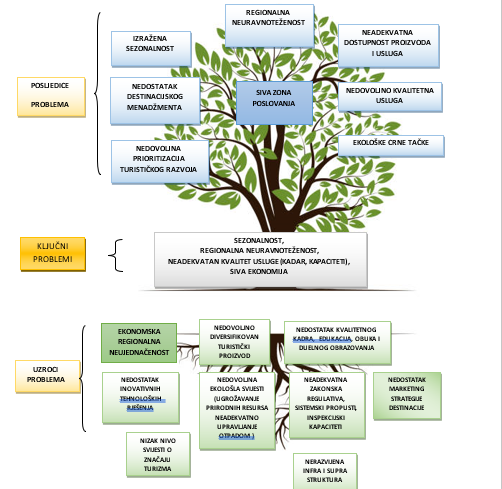 REGIONALNA
NEURAVNOTEŽENOST
IZRAŽENA
SEZONALNOST
NEADEKVATNA
DOSTUPNOST PROIZVODA
I USLUGA
POSLJEDICE
PROBLEMA
NEDOSTATAK
DESTINACIJSKOG
MENADŽMENTA
SIVA ZONA
POSLOVANJA
NEDOVOLJNO KVALITETNA
USLUGA
NEDOVOLJNA
PRIORITIZACIJA
TURISTIČKOG RAZVOJA
EKOLOŠKE CRNE TAČKE
KLJUČNI
PROBLEMI
SEZONALNOST,
REGIONALNA NEURAVNOTEŽENOST,
NEADEKVATAN KVALITET USLUGE (KADAR, KAPACITETI),
SIVA EKONOMIJA
UZROCI
PROBLEMA
EKONOMSKA
REGIONALNA
NEUJEDNAČENOST
NEDOVOLJNO
DIVERSIFIKOVAN
TURISTIČKI
PROIZVOD
NEDOSTATAK KVALITETNOG
KADRA, EDUKACIJA, OBUKA I
DUELNOG OBRAZOVANJA
NEDOSTATAK
INOVATIVNIH
TEHNOLOŠKIH
RJEŠENJA
NEDOVOLJNA
EKOLOŠLA SVIJESTI
(UGROŽAVANJE
PRIRODNIH RESURSA
NEADEKVATNO
UPRAVLJANJE
OTPADOM )
NEADEKVATNA
ZAKONSKA
REGULATIVA,
SISTEMSKI PROPUSTI,
INSPEKCIJSKI
KAPACITETI
NEDOSTATAK
MARKETING
STRATEGIJE
DESTINACIJE
NIZAK NIVO
SVIJESTI O
ZNAČAJU
TURIZMA
NERAZVIJENA
INFRA I SUPRA
STRUKTURA